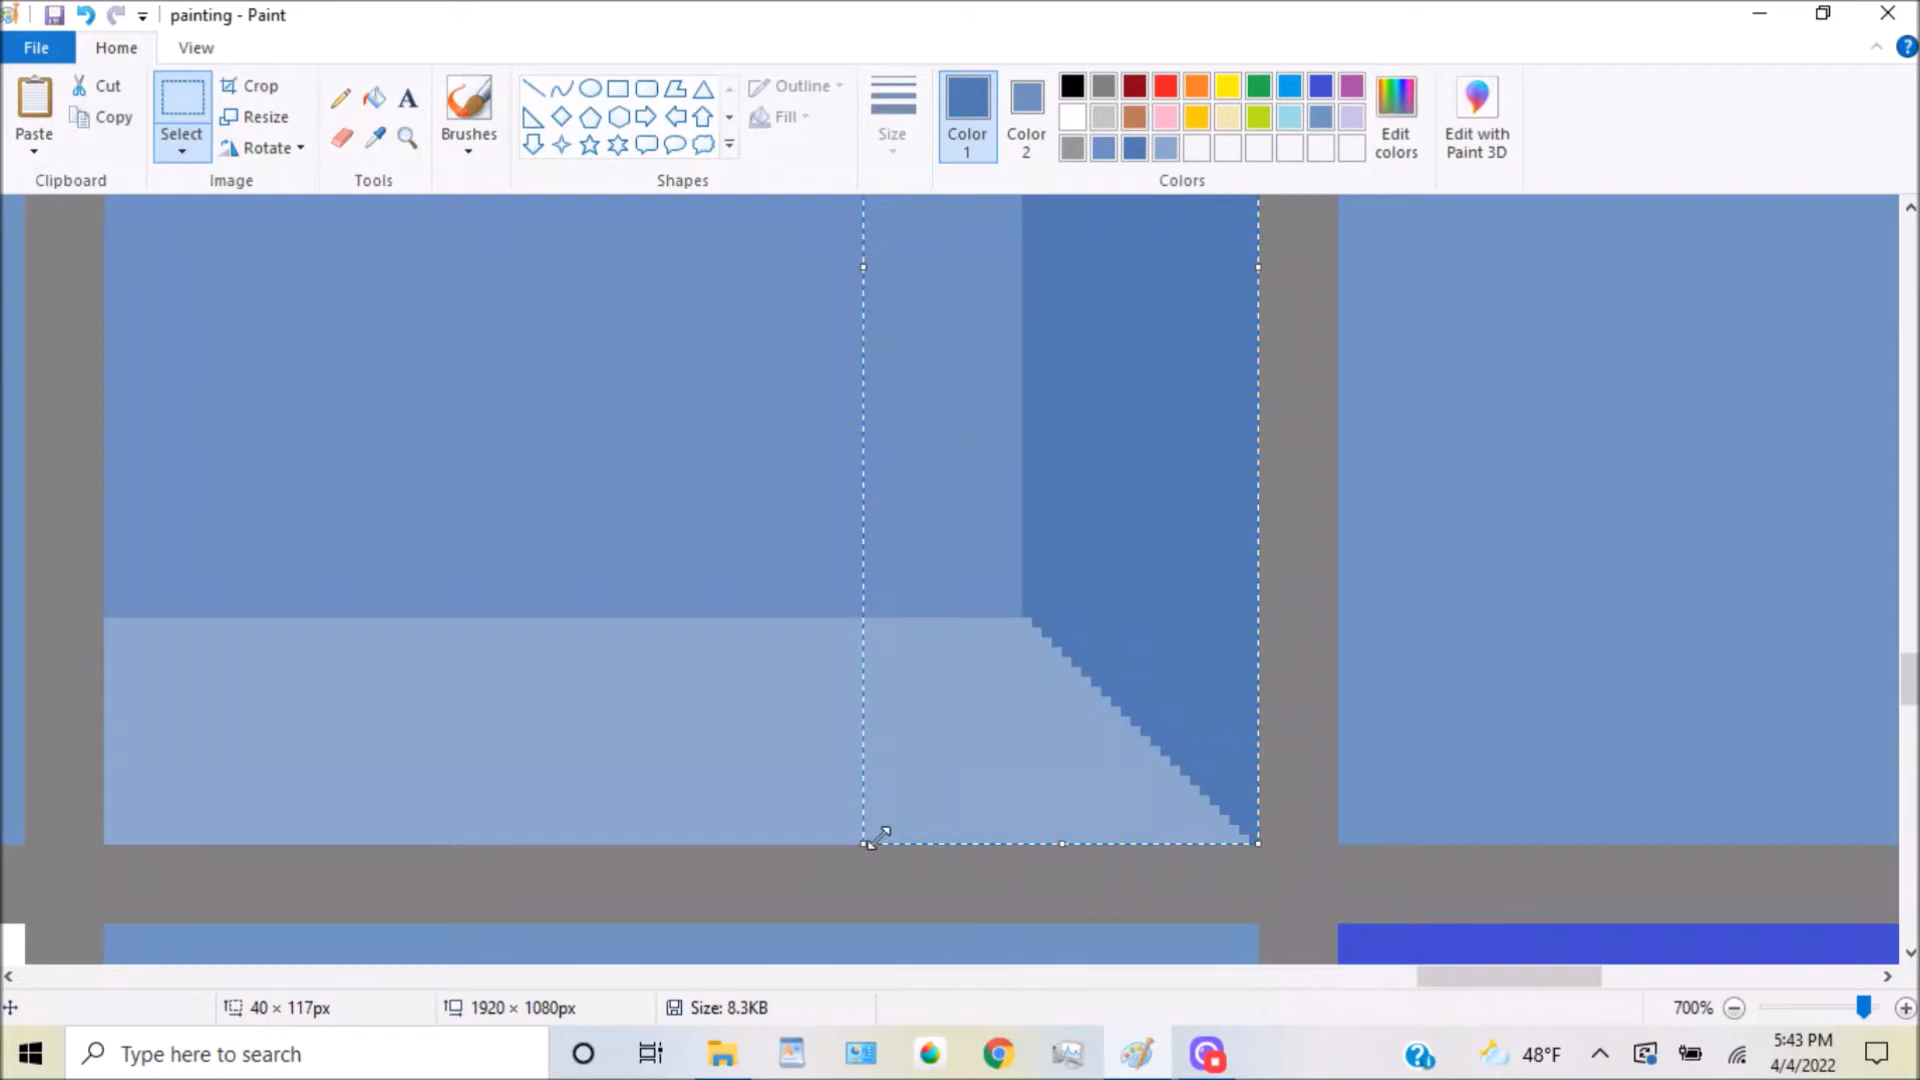 painting - Paint
File
Home
View
Paste
Cut
Copy
Clipboard
Select
Crop
Resize
Rotate
Image
A
Tools
Brushes
Shapes
Outline
Fill
Size
Color
1
Color
2
Edit
colors
Edit with
Paint 3D
Colors
40 × 117px
1920 × 1080px
Size: 8.3KB
700%
Type here to search
48°F
5:43 PM
4/4/2022